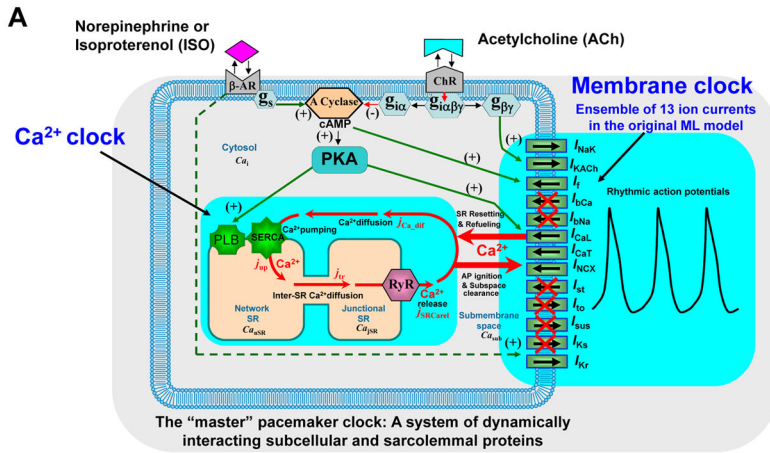 A
Norepinephrine or
Isoproterenol (ISO)
Acetylcholine (ACh)
β-AR
gs
(+)
A Cyclase
(-)
giα
giαβγ
gβγ
ChR
cAMP
(+)
PKA
(+)
(+)
(+)
(+)
(+)
Membrane clock
Ensemble of 13 ion currents
in the original ML model
Ca2+ clock
Cytosol
Cai
PLB
SERCA
Ca2+pumping
Ca2+diffusion
jCa_dif
SR Resetting
& Refueling
Ca2+
jup
Ca2+
jtr
Inter-SR Ca2+diffusion
RyR
Ca2+
release
jSRCarel
AP ignition
& Subspace
clearance
Network
SR
CanSR
Junctional
SR
CajSR
Submembrane
space
Casub
INaK
IKACh
If
IbCa
IbNa
ICaL
ICaT
INCX
Ist
Ito
Isus
IKs
IKr
Rhythmic action potentials
The “master” pacemaker clock: A system of dynamically
interacting subcellular and sarcolemmal proteins